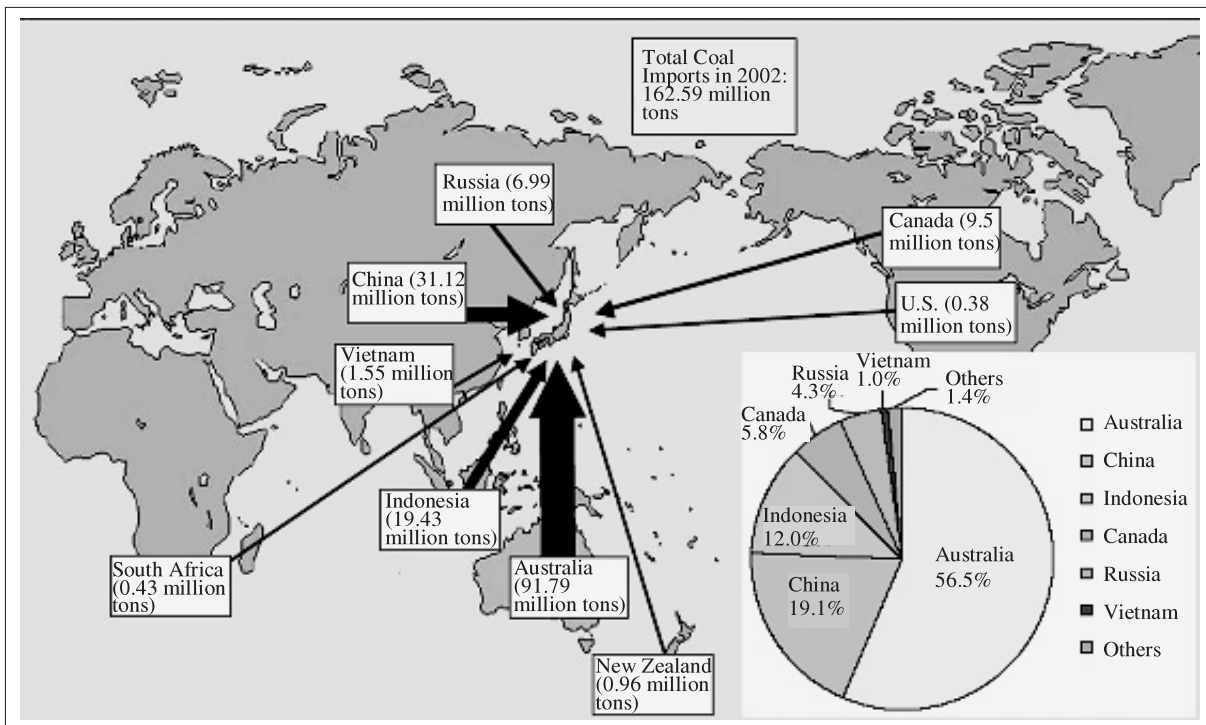 Total Coal
Imports in 2002:
162.59 million
tons
Russia (6.99
million tons)
Canada (9.5
million tons)
China (31.12
million tons)
U.S. (0.38
million tons)
Vietnam
(1.55 million
tons)
Indonesia
(19.43
million tons)
South Africa
(0.43 million
tons)
Australia
(91.79
million tons)
New Zealand
(0.96 million
tons)
Vietnam
1.0%
Russia
4.3%
Others
1.4%
Canada
5.8%
Indonesia
12.0%
China
19.1%
Australia
56.5%
Australia
China
Indonesia
Canada
Russia
Vietnam
Others